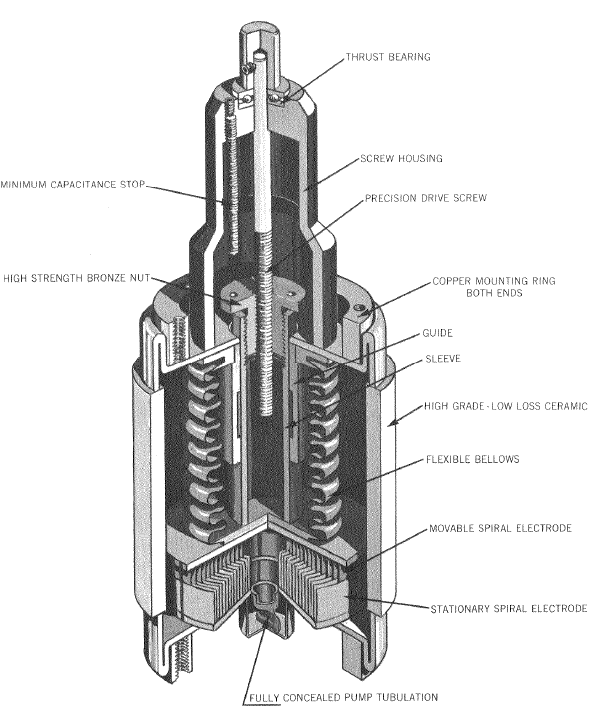 THRUST BEARING
SCREW HOUSING
MINIMUM CAPACITANCE STOP
PRECISION DRIVE SCREW
HIGH STRENGTH BRONZE NUT
COPPER MOUNTING RING
BOTH ENDS
GUIDE
SLEEVE
HIGH GRADE-LOW LOSS CERAMIC
FLEXIBLE BELLOWS
MOVABLE SPIRAL ELECTRODE
STATIONARY SPIRAL ELECTRODE
FULLY CONCEALED PUMP TUBULATION